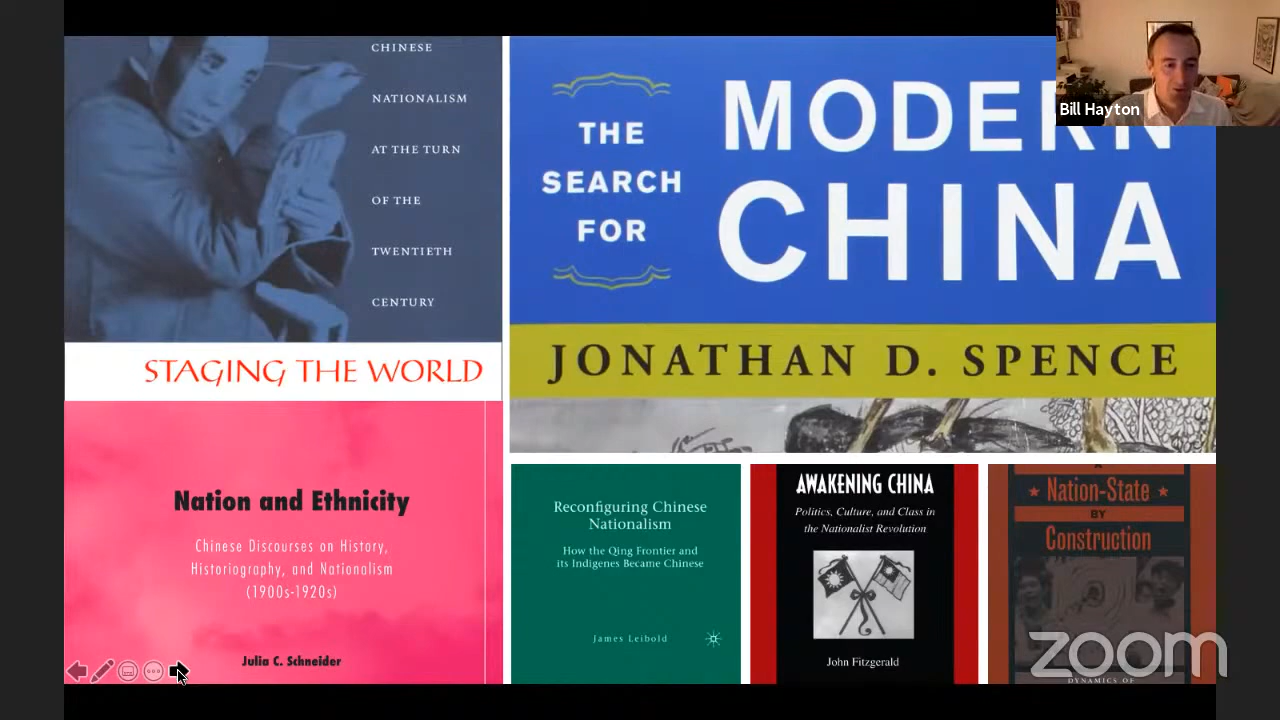 CHINESE
NATIONALISM
AT THE TURN
OF THE
TWENTIETH
CENTURY
STAGING THE WORLD
THE
SEARCH
FOR
MODERN
CHINA
JONATHAN D. SPENCE
Bill Hayton
Nation and Ethnicity
Chinese Discourses on History,
Historiography, and Nationalism
(1900s-1920s)
Julia C. Schneider
Reconfiguring Chinese
Nationalism
How the Qing Frontier and
its Indigenes Became Chinese
James Leibold
AWAKENING CHINA
Politics, Culture, and Class in
the Nationalist Revolution
John Fitzgerald
A
Nation-State
BY
Construction
DYNAMICS OF
zoom